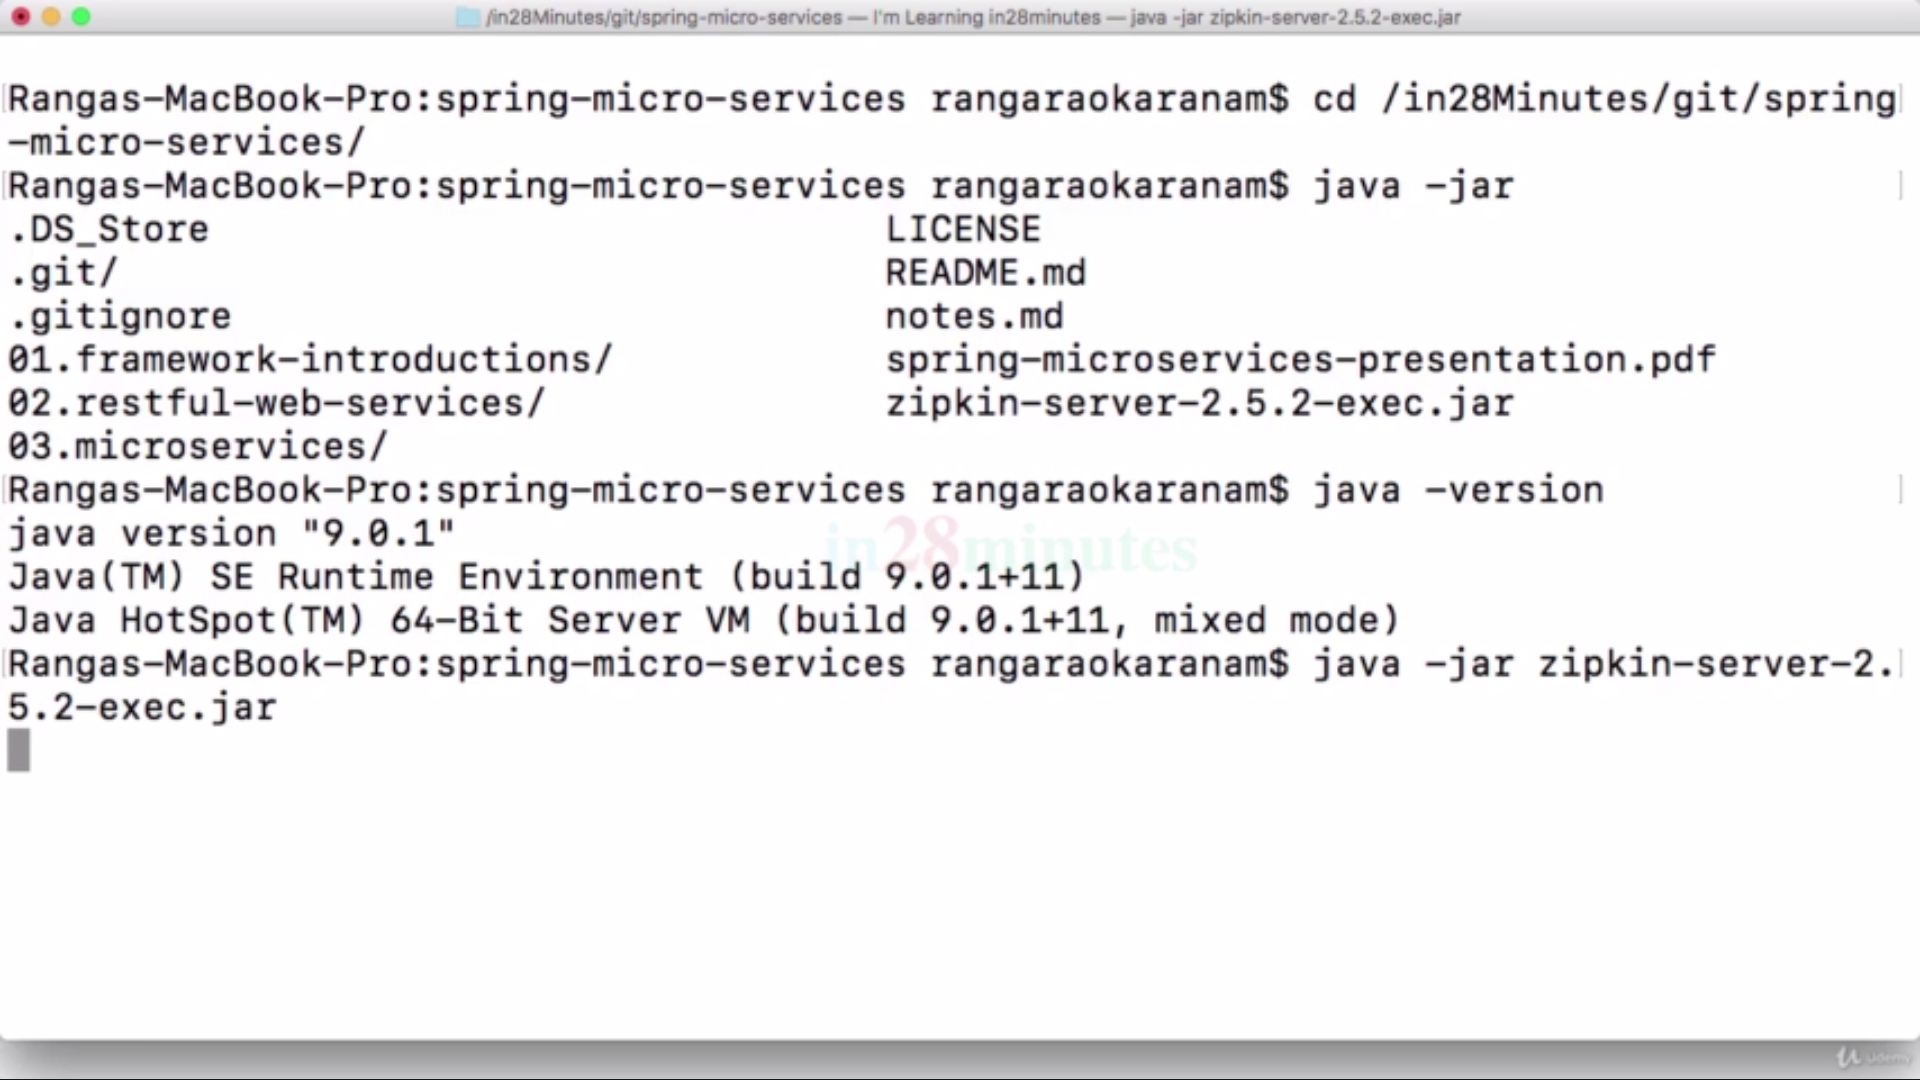 /in28Minutes/git/spring-micro-services — I'm Learning in28minutes — java -jar zipkin-server-2.5.2-exec.jar
Rangas-MacBook-Pro:spring-micro-services rangaraokaranam$ cd /in28Minutes/git/spring
-micro-services/
Rangas-MacBook-Pro:spring-micro-services rangaraokaranam$ java -jar
.DS_Store LICENSE
.git/ README.md
.gitignore notes.md
01.framework-introductions/ spring-microservices-presentation.pdf
02.restful-web-services/ zipkin-server-2.5.2-exec.jar
03.microservices/
Rangas-MacBook-Pro:spring-micro-services rangaraokaranam$ java -version
java version "9.0.1"
in28minutes
Java(TM) SE Runtime Environment (build 9.0.1+11)
Java HotSpot(TM) 64-Bit Server VM (build 9.0.1+11, mixed mode)
Rangas-MacBook-Pro:spring-micro-services rangaraokaranam$ java -jar zipkin-server-2.
5.2-exec.jar
Udemy